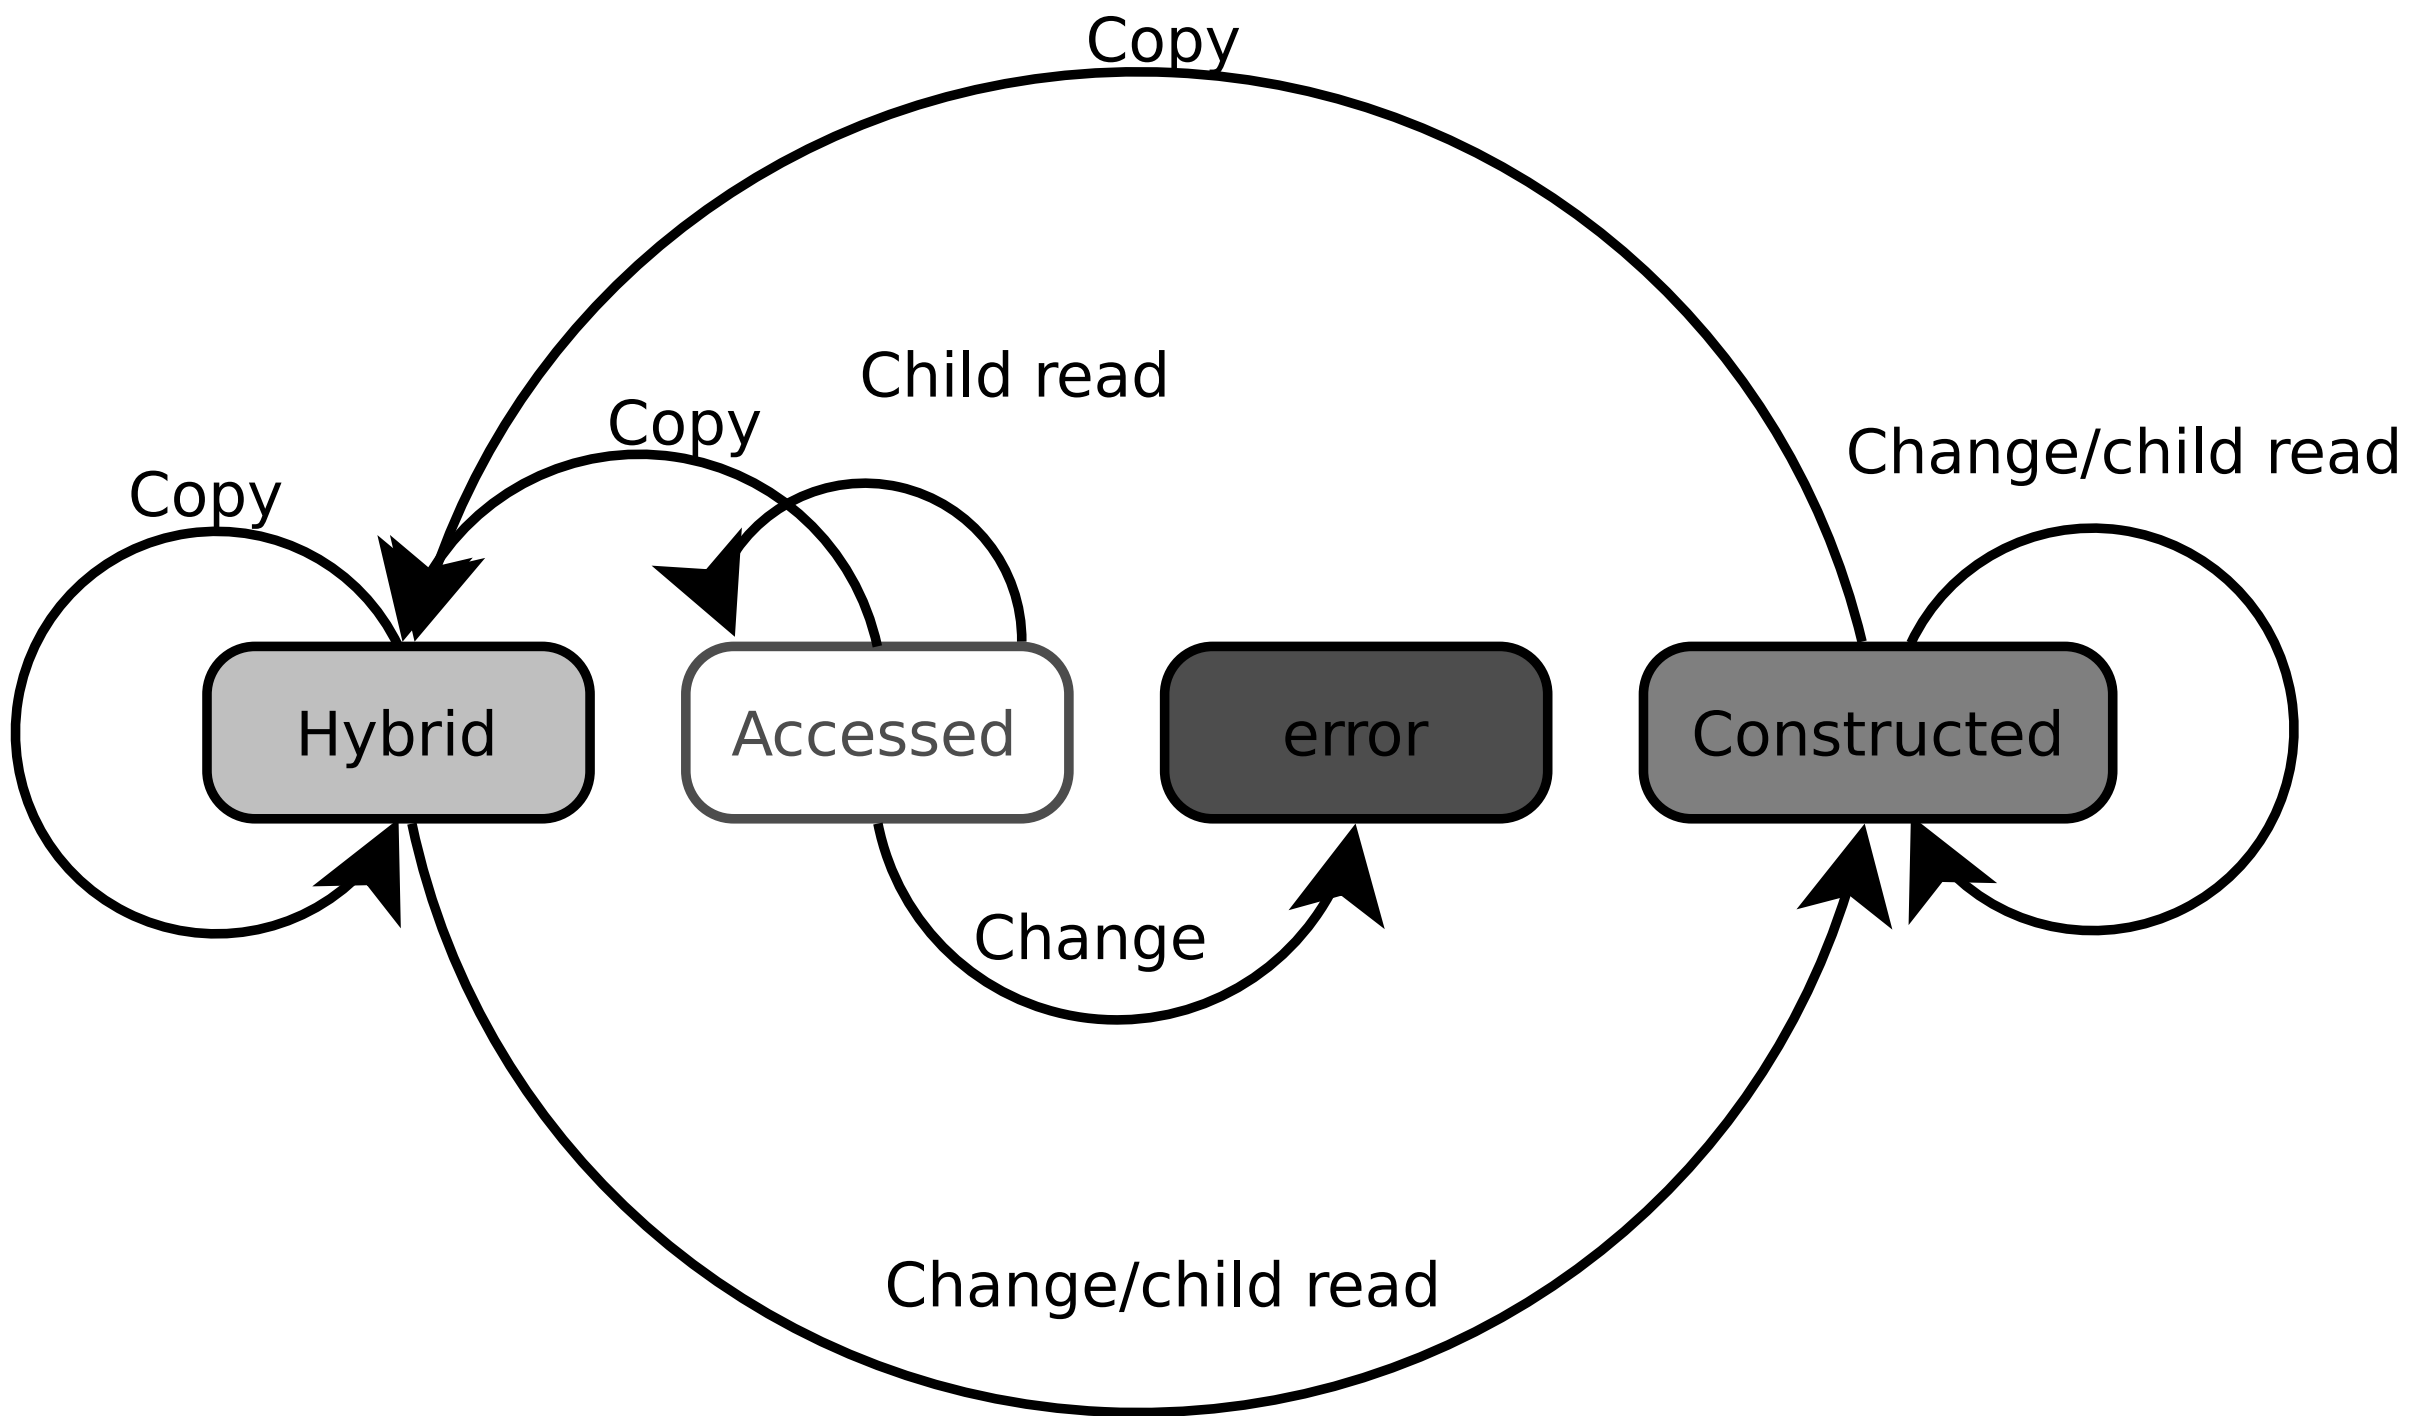 Copy
Child read
Copy
Change/child read
Copy
Hybrid
Accessed
error
Constructed
Change
Change/child read